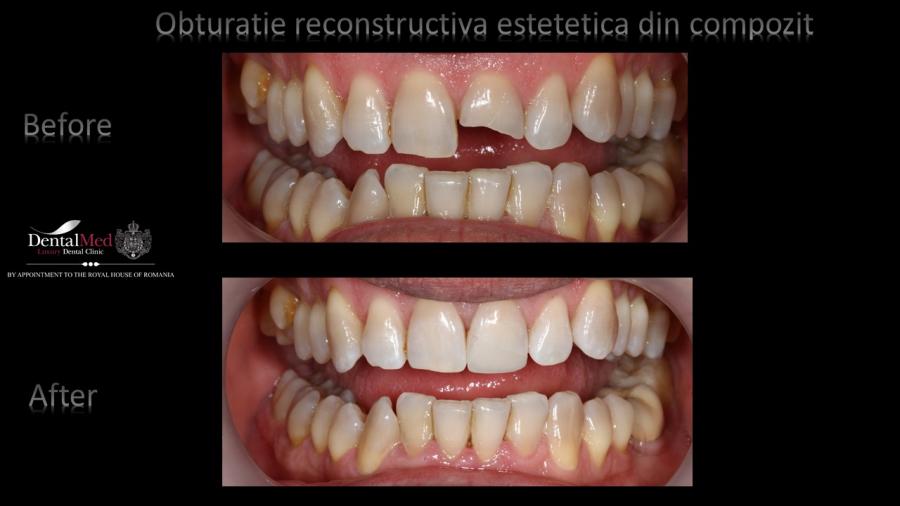 Obturatie reconstructiva estetetica din compozit
Before
DentalMed
Luxury Dental Clinic
BY APPOINTMENT TO THE ROYAL HOUSE OF ROMANIA
After